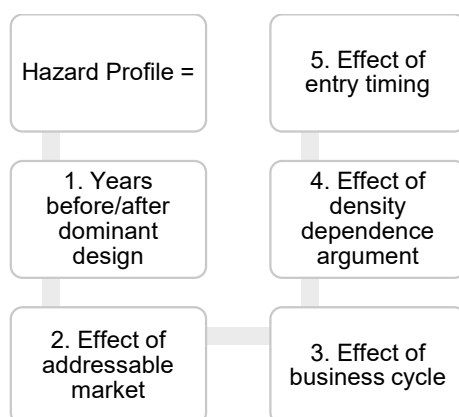 Hazard Profile =
1. Years
before/after
dominant
design
2. Effect of
addressable
market
3. Effect of
business cycle
4. Effect of
density
dependence
argument
5. Effect of
entry timing